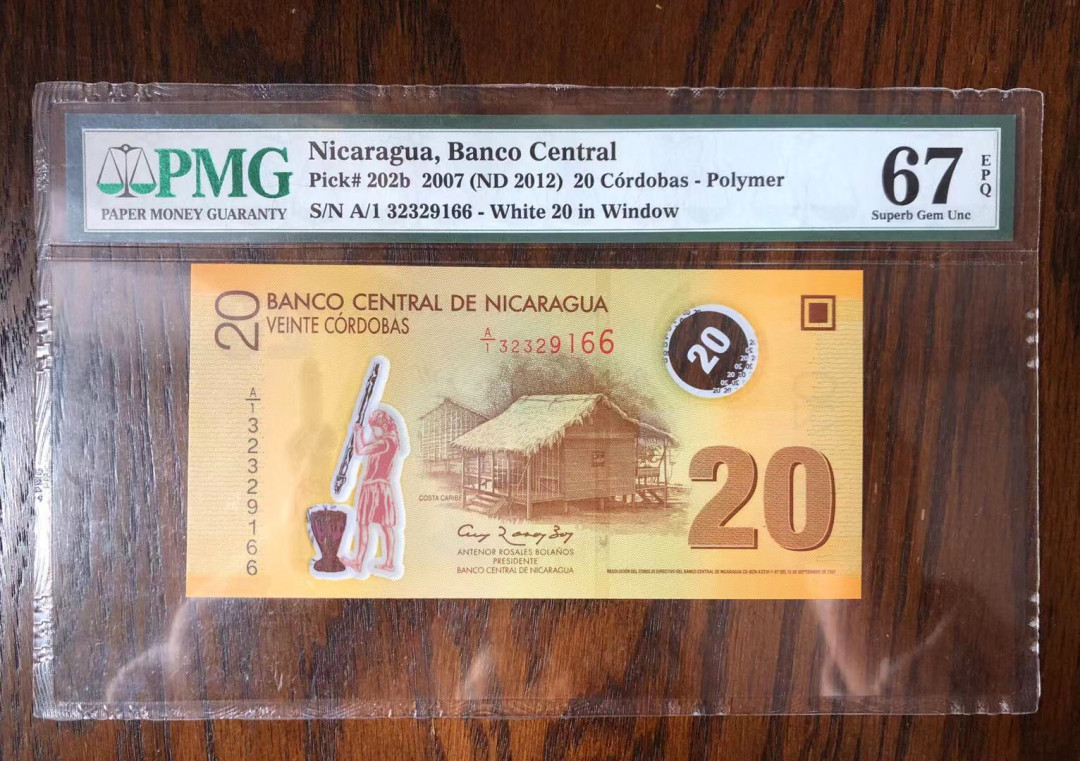 PMG
PAPER MONEY GUARANTY
Nicaragua, Banco Central
Pick# 202b 2007 (ND 2012) 20 Córdobas - Polymer
S/N A/1 32329166 - White 20 in Window
67
EPQ
Superb Gem Unc
20
BANCO CENTRAL DE NICARAGUA
VEINTE CÓRDOBAS
A/1 32329166
20
A/1 32329166
COSTA CARIBE
20
ANTENOR ROSALES BOLAÑOS
PRESIDENTE
BANCO CENTRAL DE NICARAGUA